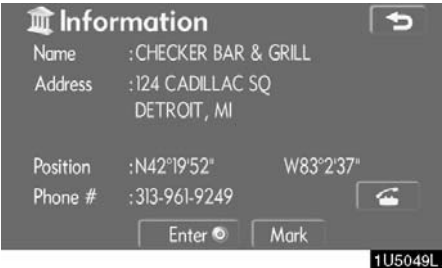 Information
Name :CHECKER BAR & GRILL
Address :124 CADILLAC SQ
DETROIT, MI
Position :N42°19'52" W83°2'37"
Phone # :313-961-9249
Enter Mark
1U5049L